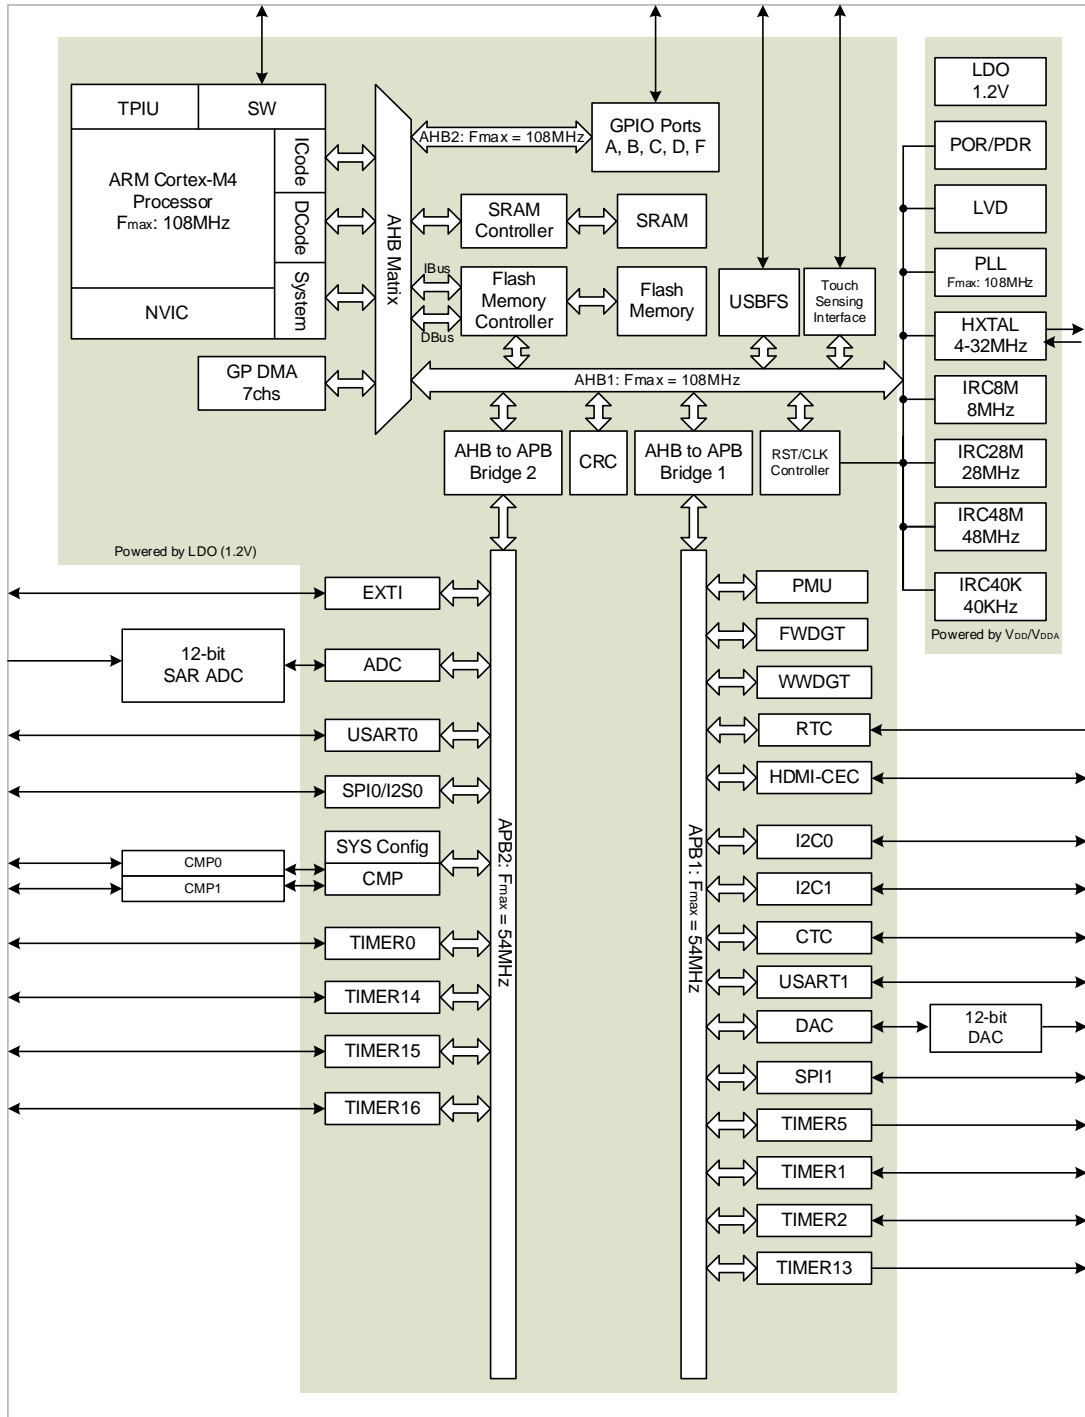 TPIU
SW
ARM Cortex-M4
Processor
Fmax: 108MHz
ICode
DCode
System
NVIC
GP DMA
7chs
AHB Matrix
AHB2: Fmax = 108MHz
GPIO Ports
A, B, C, D, F
SRAM
Controller
SRAM
IBus
DBus
Flash
Memory
Controller
Flash
Memory
USBFS
Touch
Sensing
Interface
AHB1: Fmax = 108MHz
AHB to APB
Bridge 2
CRC
AHB to APB
Bridge 1
RST/CLK
Controller
LDO
1.2V
POR/PDR
LVD
PLL
Fmax: 108MHz
HXTAL
4-32MHz
IRC8M
8MHz
IRC28M
28MHz
IRC48M
48MHz
IRC40K
40KHz
Powered by VDD/VDDA
Powered by LDO (1.2V)
EXTI
12-bit
SAR ADC
ADC
USART0
SPI0/I2S0
SYS Config
CMP
CMP0
CMP1
TIMER0
TIMER14
TIMER15
TIMER16
APB2: Fmax = 54MHz
APB1: Fmax = 54MHz
PMU
FWDGT
WWDGT
RTC
HDMI-CEC
I2C0
I2C1
CTC
USART1
DAC
12-bit
DAC
SPI1
TIMER5
TIMER1
TIMER2
TIMER13